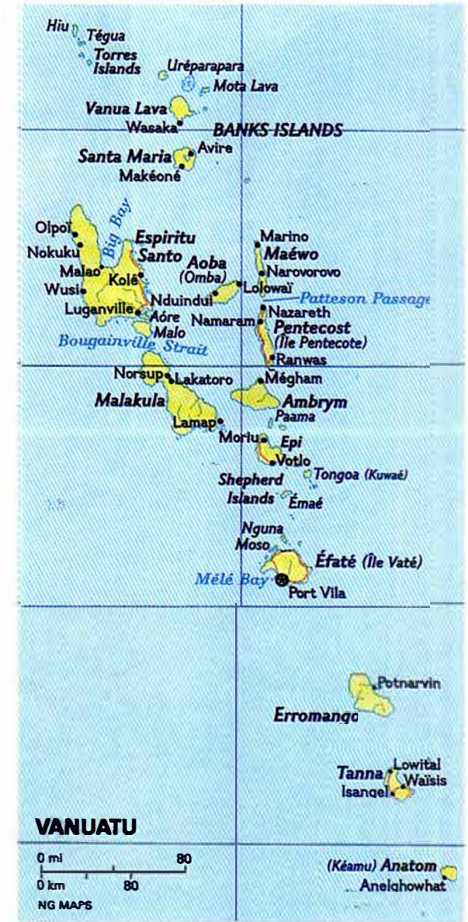 Hiu
Tégua
Torres
Islands
Uréparapara
Mota Lava
Vanua Lava
Wasaka
BANKS ISLANDS
Avire
Santa Maria
Makéoné
Olpoï
Big Bay
Nokuku
Espiritu
Santo
Marino
Maéwo
Malao
Kolé
Aoba
(Omba)
Narovorovo
Wusi
Lolowaï
Nduindui
Patteson Passage
Luganville
Aóre
Malo
Nazareth
Namaram
Pentecost
(Île Pentecote)
Bougainville Strait
Ranwas
Norsup
Lakatoro
Mégham
Malakula
Ambrym
Paama
Lamap
Moriu
Epi
Votlo
Shepherd
Islands
Tongoa (Kuwaé)
Émaé
Nguna
Moso
Éfaté (Île Vaté)
Mélé Bay
Port Vila
Potnarvin
Erromango
Lowital
Tanna
Waïsis
Isangel
VANUATU
0 mi 80
0 km 80
NG MAPS
(Kéamu) Anatom
Anelghowhat